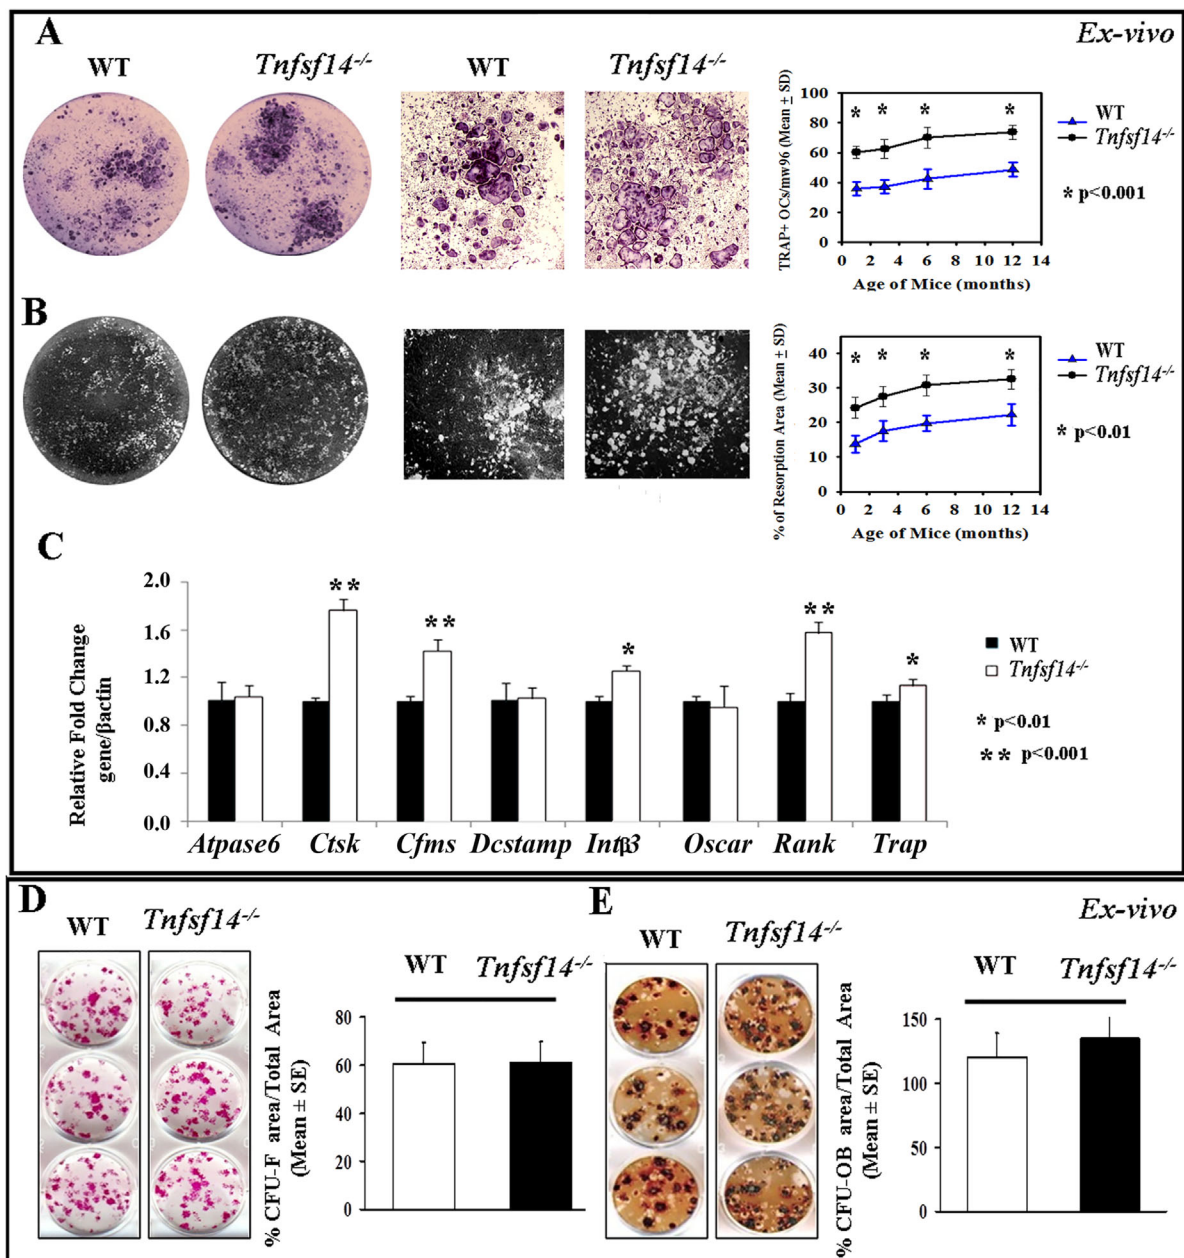 A
Ex-vivo
WT
Tnfsf14-/-
WT
Tnfsf14-/-
TRAP+ OCs/mw96 (Mean ± SD)
100
80
60
40
20
0
0 2 4 6 8 10 12 14
Age of Mice (months)
* * * *
WT
Tnfsf14-/-
* p<0.001
B
% of Resorption Area (Mean ± SD)
40
30
20
10
0
0 2 4 6 8 10 12 14
Age of Mice (months)
* * * *
WT
Tnfsf14-/-
* p<0.01
C
Relative Fold Change
gene/βactin
2.0
1.6
1.2
0.8
0.4
0.0
** ** * ** *
Atpase6 Ctsk Cfms Dcstamp Intβ3 Oscar Rank Trap
WT
Tnfsf14-/-
* p<0.01
** p<0.001
D
WT
Tnfsf14-/-
% CFU-F area/Total Area
(Mean ± SE)
WT
Tnfsf14-/-
80
60
40
60
0
E
Ex-vivo
WT
Tnfsf14-/-
% CFU-OB area/Total Area
(Mean ± SE)
WT
Tnfsf14-/-
150
100
50
0